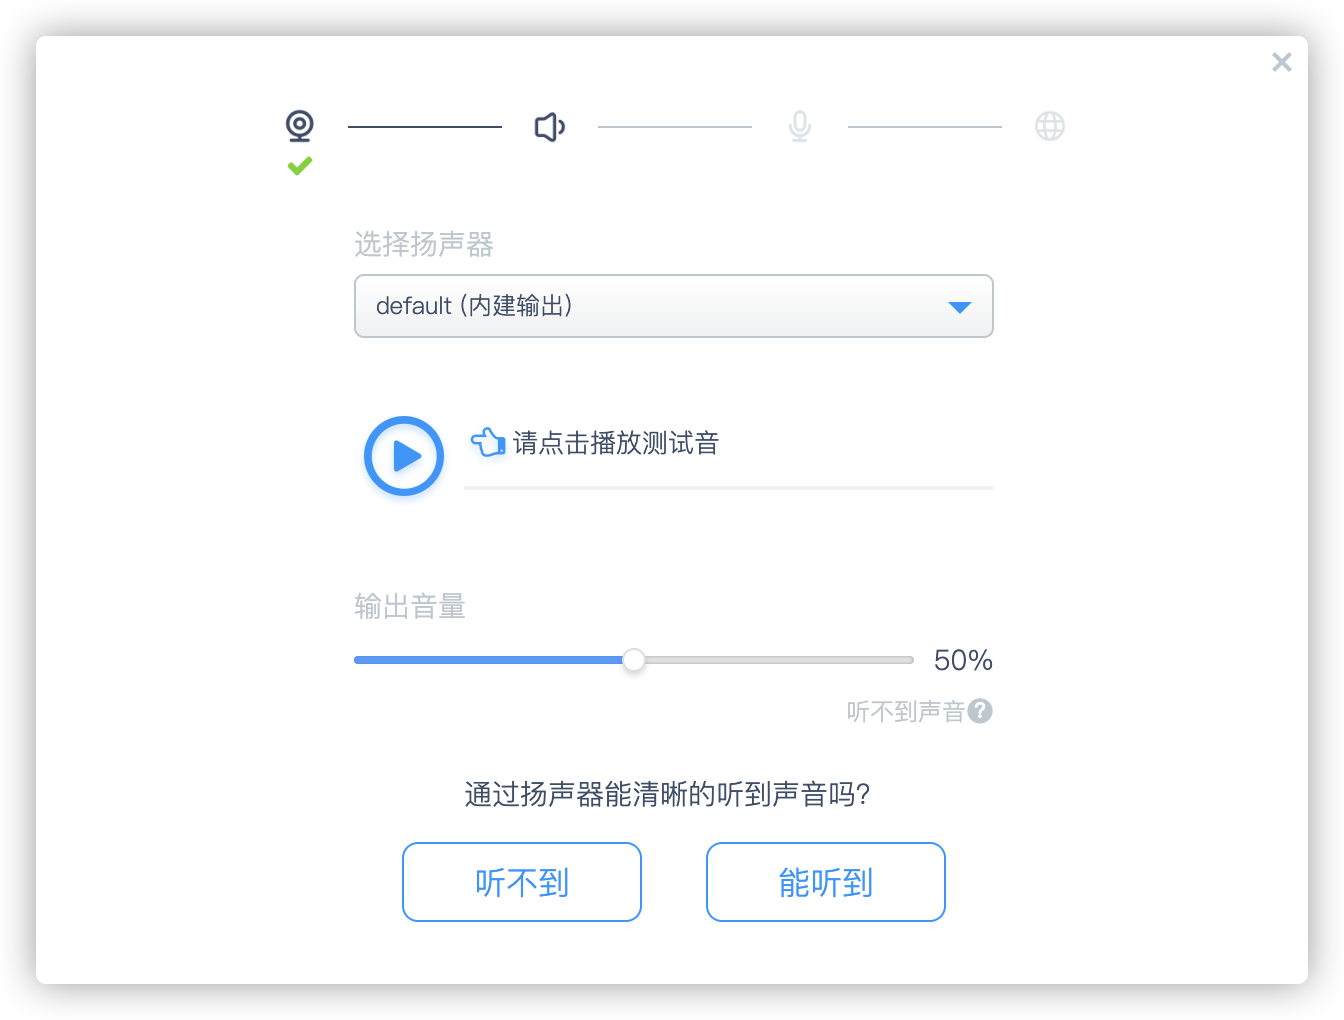 选择扬声器
default (内建输出)
请点击播放测试音
输出音量
50%
听不到声音?
通过扬声器能清晰的听到声音吗?
听不到
能听到